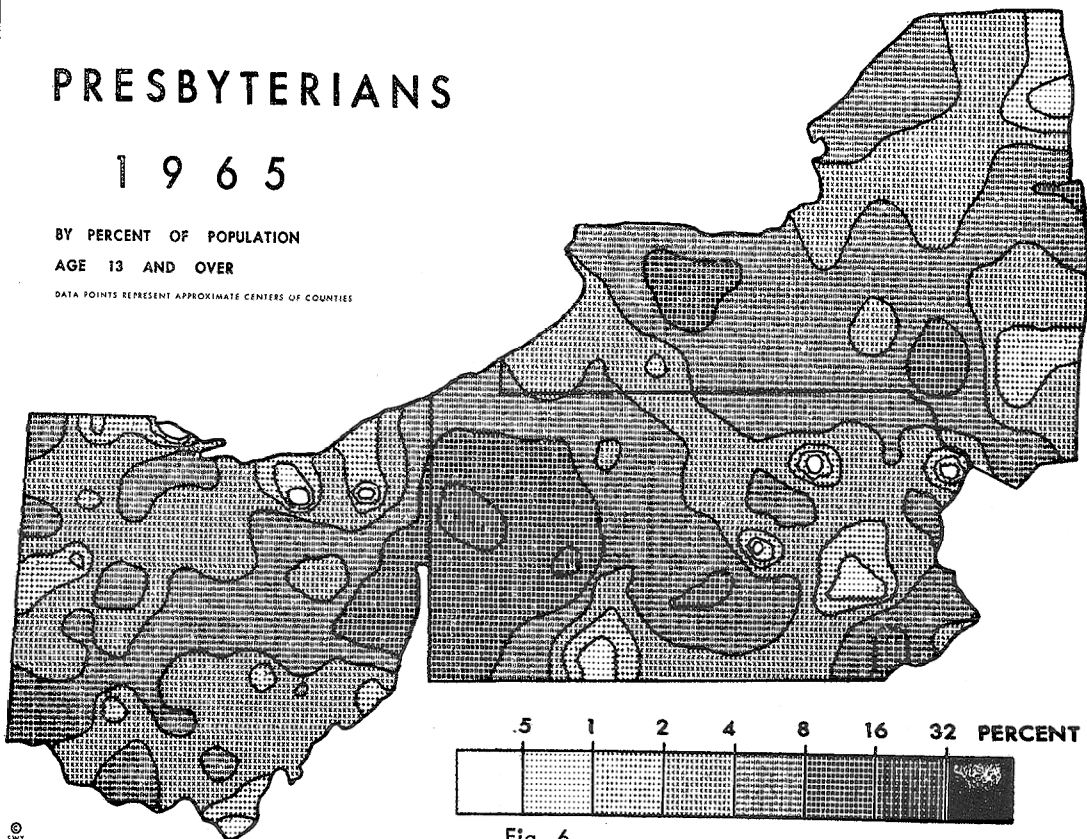 PRESBYTERIANS
1965
BY PERCENT OF POPULATION
AGE 13 AND OVER
DATA POINTS REPRESENT APPROXIMATE CENTERS OF COUNTIES
.5 1 2 4 8 16 32 PERCENT
©
Fig. 6